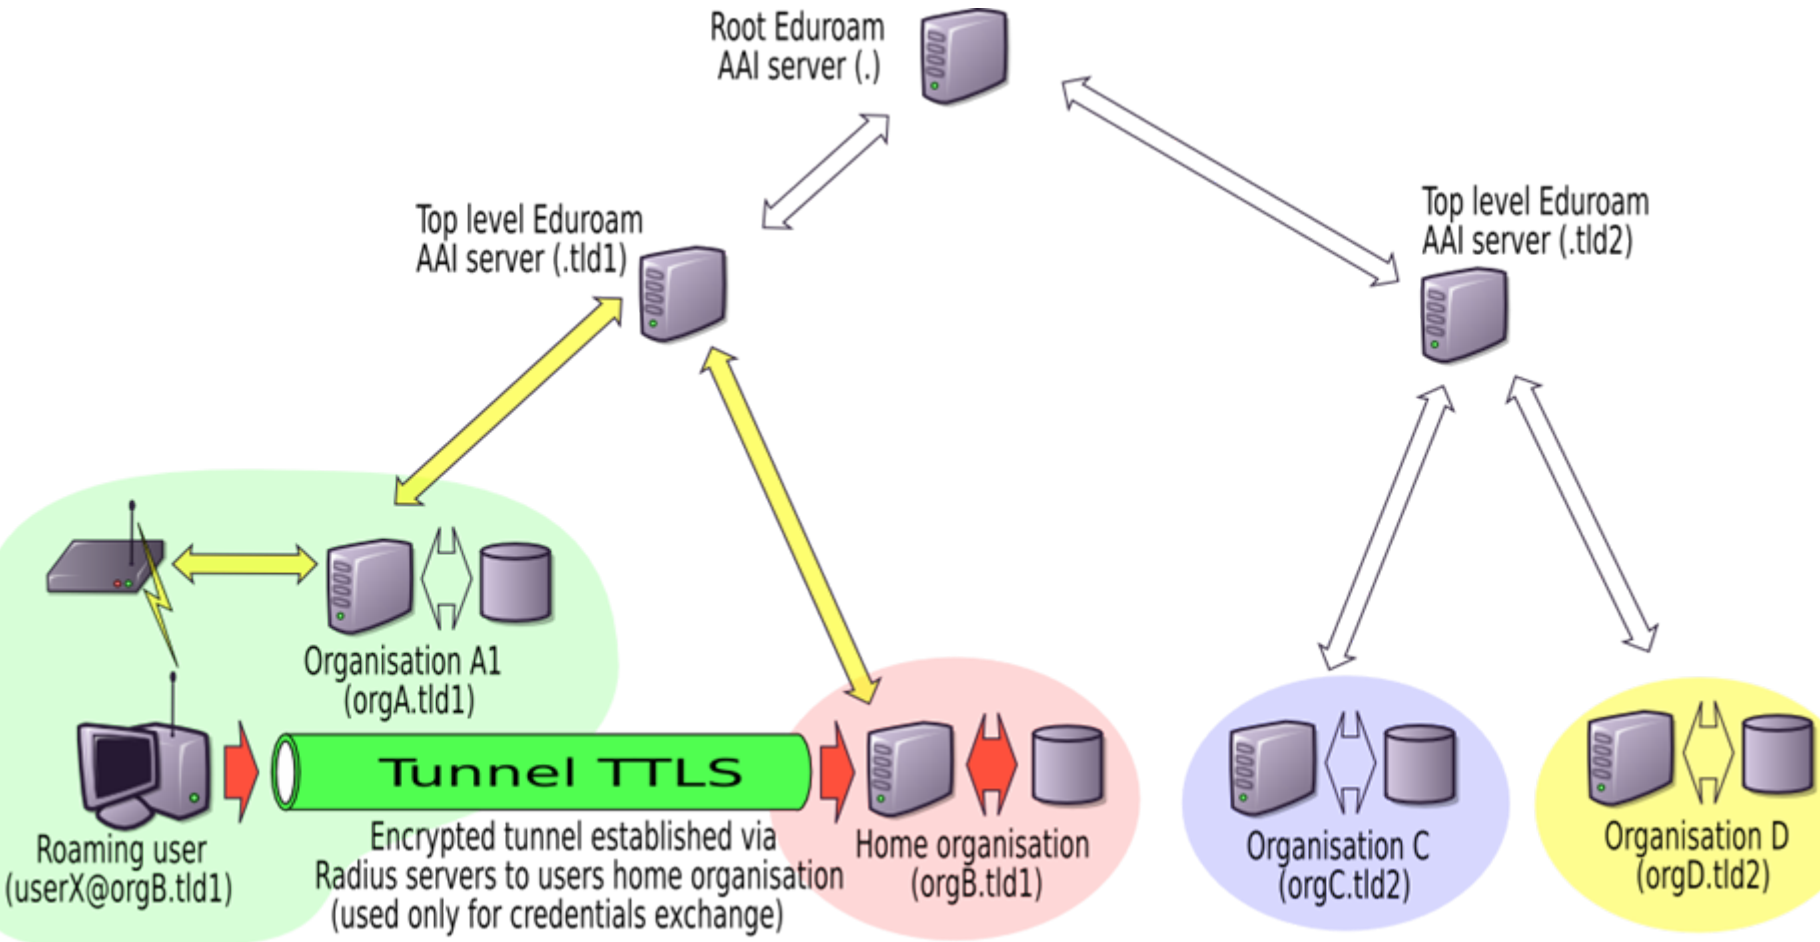 Root Eduroam
AAI server (.)
Top level Eduroam
AAI server (.tld1)
Top level Eduroam
AAI server (.tld2)
Organisation A1
(orgA.tld1)
Tunnel TTLS
Roaming user
(userX@orgB.tld1)
Encrypted tunnel established via
Radius servers to users home organisation
(used only for credentials exchange)
Home organisation
(orgB.tld1)
Organisation C
(orgC.tld2)
Organisation D
(orgD.tld2)